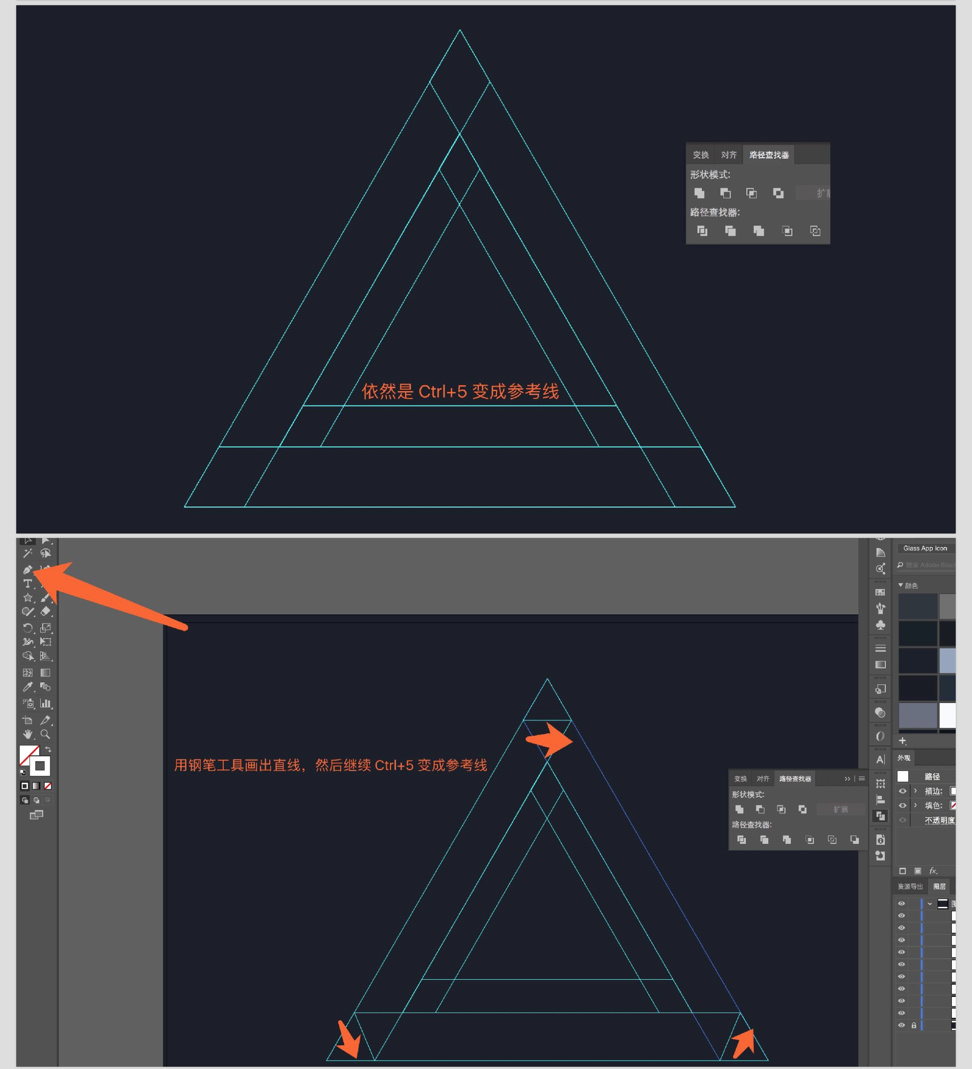 变换 对齐 路径查找器
形状模式:
路径查找器:
依然是 Ctrl+5 变成参考线
Glass App Icon
颜色
用钢笔工具画出直线，然后继续 Ctrl+5 变成参考线
变换 对齐 路径查找器
形状模式:
扩展
路径查找器:
外观
路径
描边:
填色:
不透明度
fx.
资源导出 图层